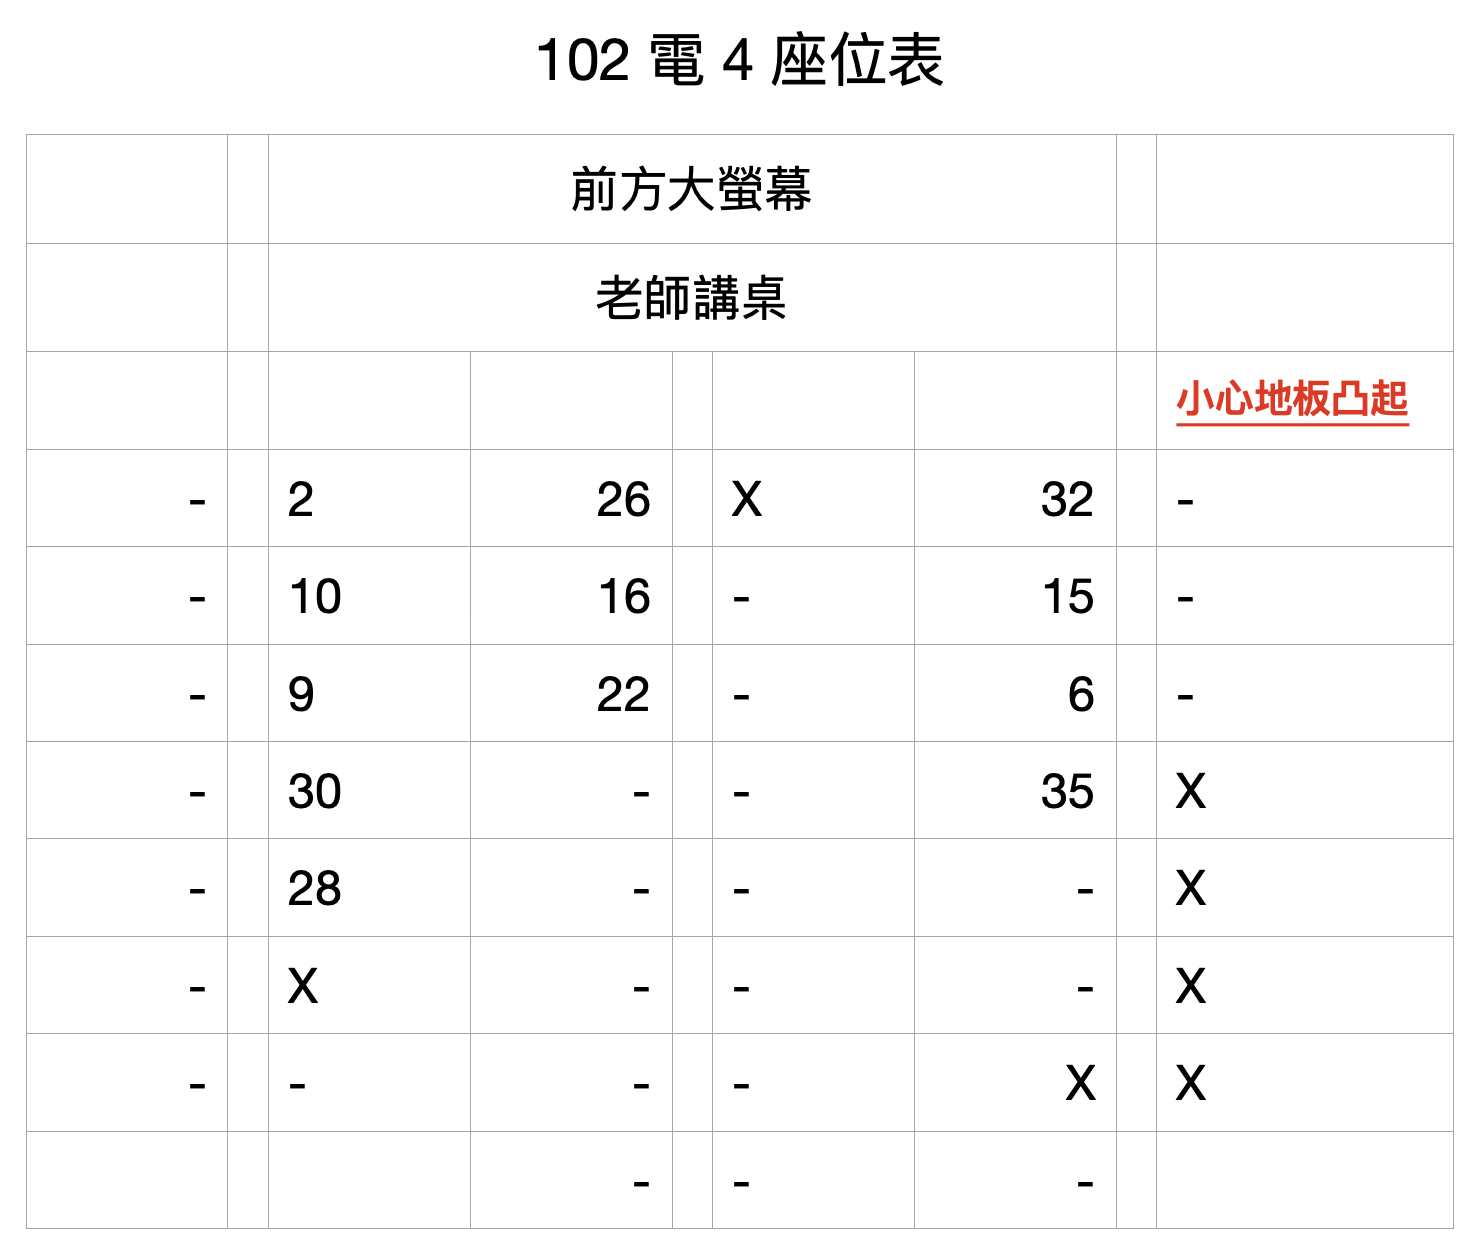 102 電 4 座位表
前方大螢幕
老師講桌
小心地板凸起
- 2 26 X 32 -
- 10 16 - 15 -
- 9 22 - 6 -
- 30 - - 35 X
- 28 - - - X
- X - - - X
- - - - X X
- - -